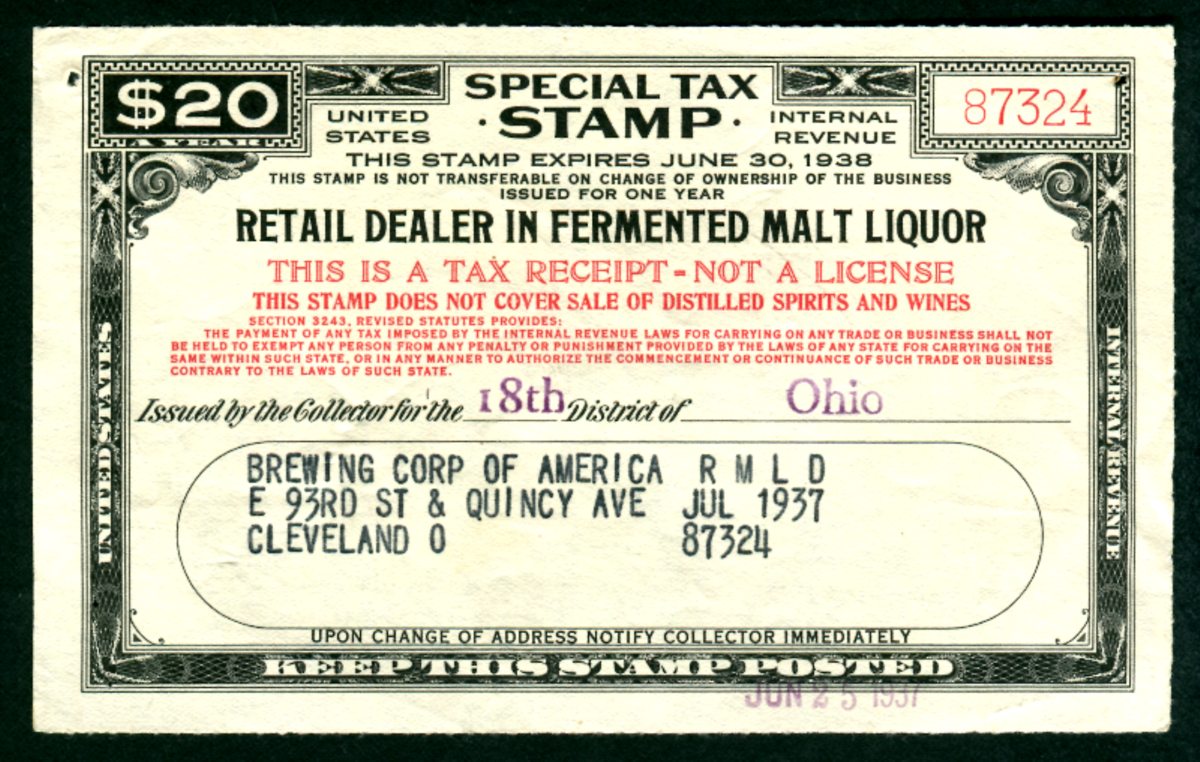 $20
A YEAR
UNITED STATES
SPECIAL TAX
·STAMP·
INTERNAL REVENUE
87324
THIS STAMP EXPIRES JUNE 30, 1938
THIS STAMP IS NOT TRANSFERABLE ON CHANGE OF OWNERSHIP OF THE BUSINESS
ISSUED FOR ONE YEAR
RETAIL DEALER IN FERMENTED MALT LIQUOR
THIS IS A TAX RECEIPT - NOT A LICENSE
THIS STAMP DOES NOT COVER SALE OF DISTILLED SPIRITS AND WINES
SECTION 3243, REVISED STATUTES PROVIDES:
THE PAYMENT OF ANY TAX IMPOSED BY THE INTERNAL REVENUE LAWS FOR CARRYING ON ANY TRADE OR BUSINESS SHALL NOT
BE HELD TO EXEMPT ANY PERSON FROM ANY PENALTY OR PUNISHMENT PROVIDED BY THE LAWS OF ANY STATE FOR CARRYING ON THE
SAME WITHIN SUCH STATE, OR IN ANY MANNER TO AUTHORIZE THE COMMENCEMENT OR CONTINUANCE OF SUCH TRADE OR BUSINESS
CONTRARY TO THE LAWS OF SUCH STATE.
Issued by the Collector for the 18th District of Ohio
BREWING CORP OF AMERICA R M L D
E 93RD ST & QUINCY AVE JUL 1937
CLEVELAND O 87324
UPON CHANGE OF ADDRESS NOTIFY COLLECTOR IMMEDIATELY
KEEP THIS STAMP POSTED
JUN 25 1937
UNITED STATES
INTERNAL REVENUE